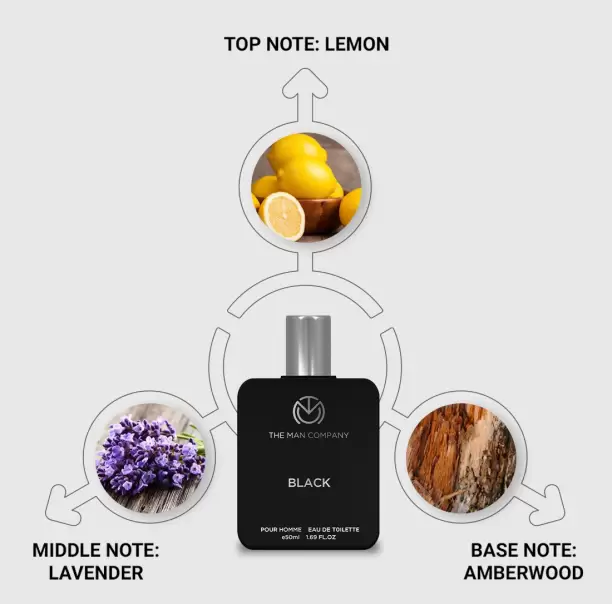 TOP NOTE: LEMON
THE MAN COMPANY
BLACK
POUR HOMME EAU DE TOILETTE
e50ml 1.69 FL.OZ
MIDDLE NOTE:
LAVENDER
BASE NOTE:
AMBERWOOD